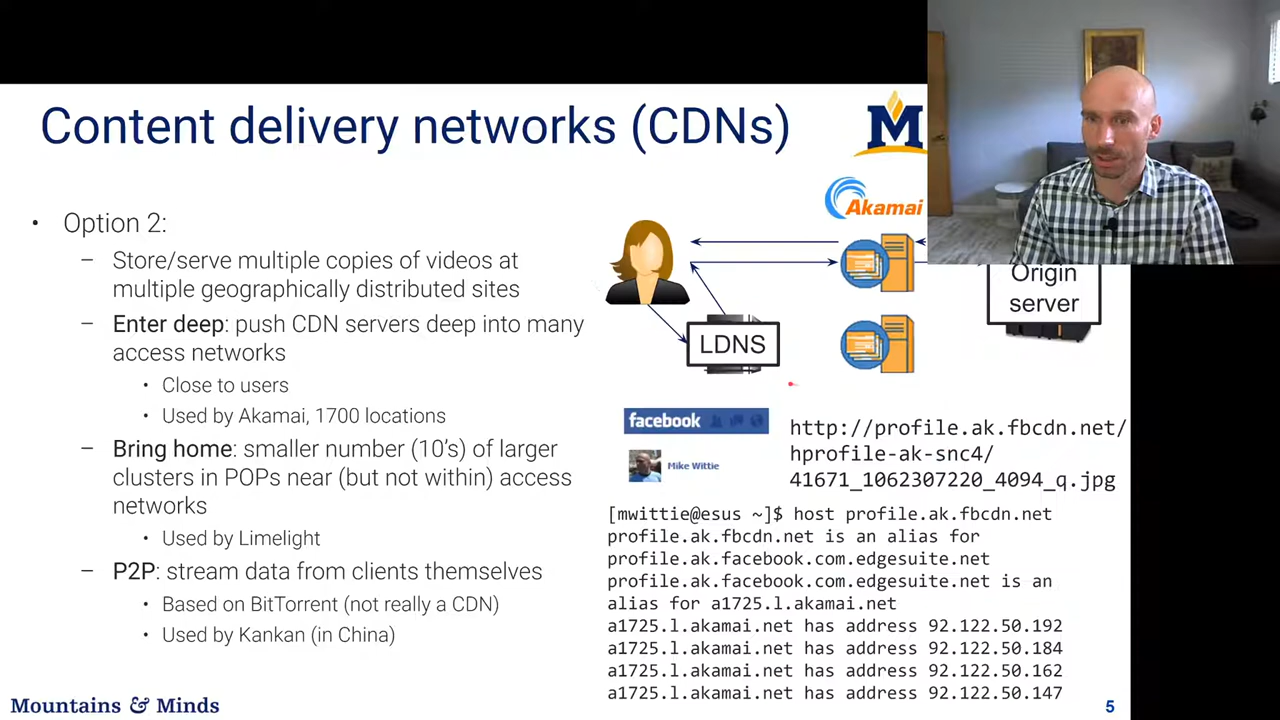 Content delivery networks (CDNs)
M
Akamai
• Option 2:
– Store/serve multiple copies of videos at
multiple geographically distributed sites
– Enter deep: push CDN servers deep into many
access networks
• Close to users
• Used by Akamai, 1700 locations
– Bring home: smaller number (10's) of larger
clusters in POPs near (but not within) access
networks
• Used by Limelight
– P2P: stream data from clients themselves
• Based on BitTorrent (not really a CDN)
• Used by Kankan (in China)
LDNS
Origin
server
facebook
Mike Wittie
http://profile.ak.fbcdn.net/
hprofile-ak-snc4/
41671_1062307220_4094_q.jpg
[mwittie@esus ~]$ host profile.ak.fbcdn.net
profile.ak.fbcdn.net is an alias for
profile.ak.facebook.com.edgesuite.net
profile.ak.facebook.com.edgesuite.net is an
alias for a1725.l.akamai.net
a1725.l.akamai.net has address 92.122.50.192
a1725.l.akamai.net has address 92.122.50.184
a1725.l.akamai.net has address 92.122.50.162
a1725.l.akamai.net has address 92.122.50.147
Mountains & Minds
5